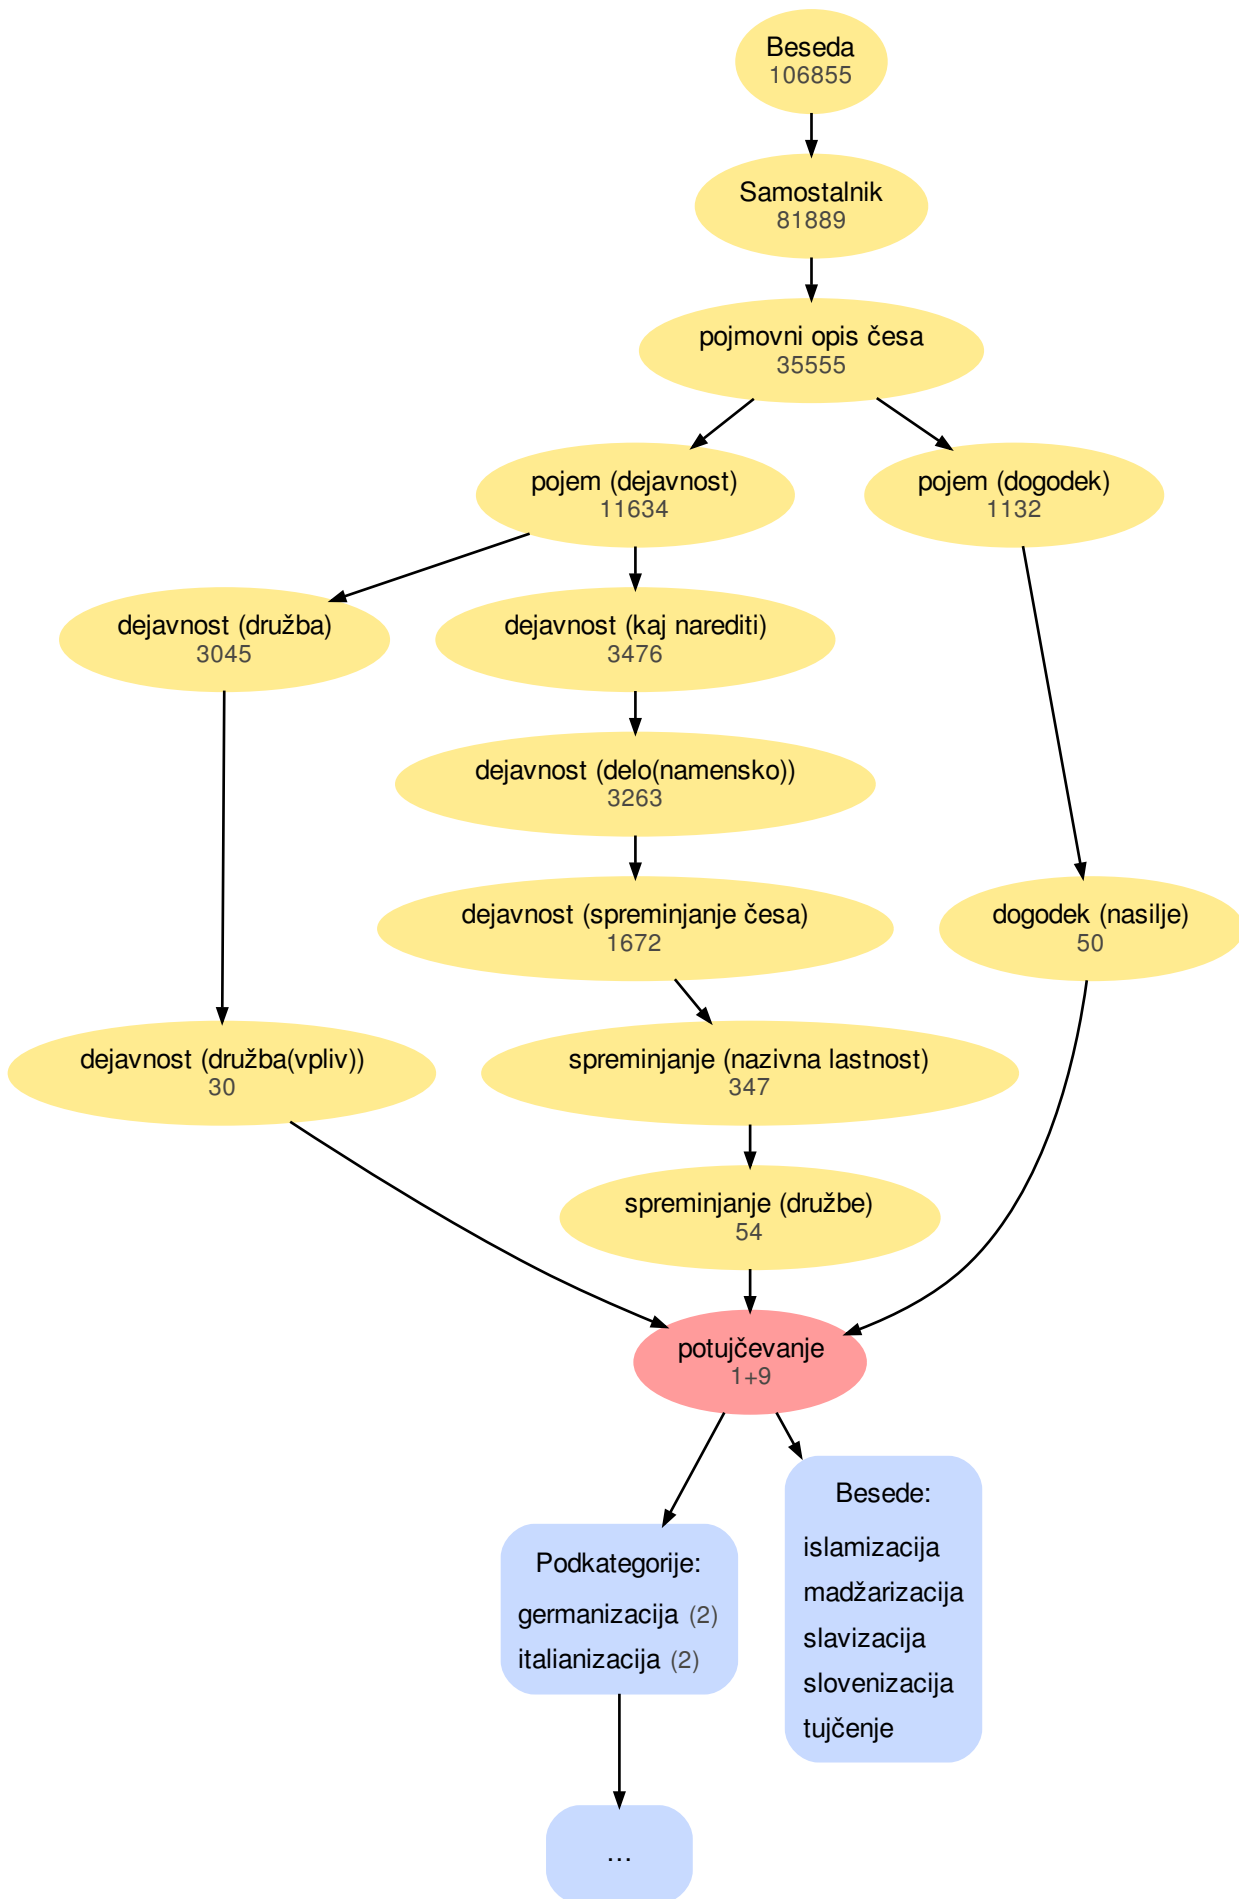 Beseda
106855
Samostalnik
81889
pojmovni opis česa
35555
pojem (dejavnost)
11634
pojem (dogodek)
1132
dejavnost (družba)
3045
dejavnost (kaj narediti)
3476
dejavnost (delo(namensko))
3263
dejavnost (spreminjanje česa)
1672
dogodek (nasilje)
50
dejavnost (družba(vpliv))
30
spreminjanje (nazivna lastnost)
347
spreminjanje (družbe)
54
potujčevanje
1+9
Podkategorije:
germanizacija (2)
italianizacija (2)
Besede:
islamizacija
madžarizacija
slavizacija
slovenizacija
tujčenje
...